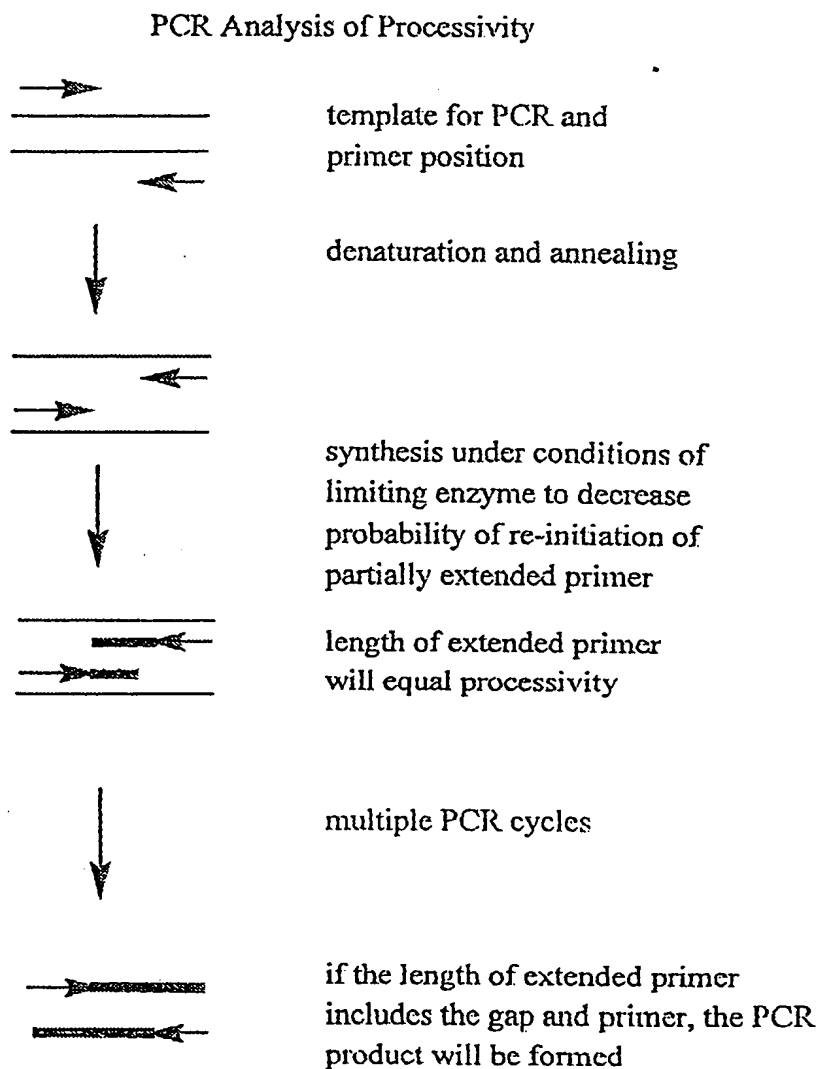 PCR Analysis of Processivity
template for PCR and
primer position
denaturation and annealing
synthesis under conditions of
limiting enzyme to decrease
probability of re-initiation of
partially extended primer
length of extended primer
will equal processivity
multiple PCR cycles
if the length of extended primer
includes the gap and primer, the PCR
product will be formed